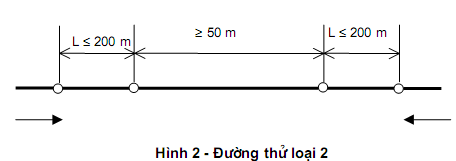 L ≤ 200 m
≥ 50 m
L ≤ 200 m
Hình 2 - Đường thử loại 2